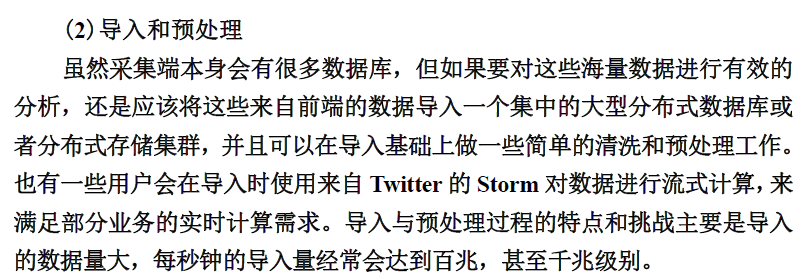 (2)导入和预处理
虽然采集端本身会有很多数据库，但如果要对这些海量数据进行有效的
分析，还是应该将这些来自前端的数据导入一个集中的大型分布式数据库或
者分布式存储集群，并且可以在导入基础上做一些简单的清洗和预处理工作。
也有一些用户会在导入时使用来自 Twitter 的 Storm 对数据进行流式计算，来
满足部分业务的实时计算需求。导入与预处理过程的特点和挑战主要是导入
的数据量大，每秒钟的导入量经常会达到百兆，甚至千兆级别。